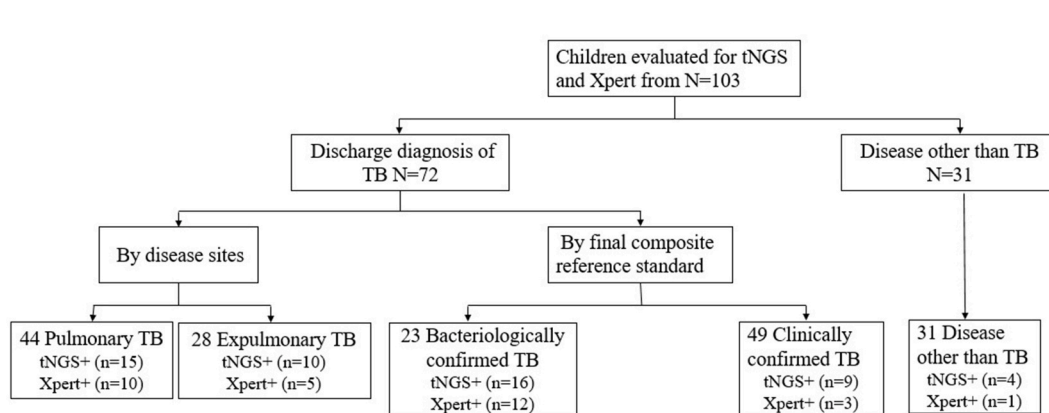 Children evaluated for tNGS
and Xpert from N=103
Discharge diagnosis of
TB N=72
Disease other than TB
N=31
By disease sites
By final composite
reference standard
44 Pulmonary TB
tNGS+ (n=15)
Xpert+ (n=10)
28 Expulmonary TB
tNGS+ (n=10)
Xpert+ (n=5)
23 Bacteriologically
confirmed TB
tNGS+ (n=16)
Xpert+ (n=12)
49 Clinically
confirmed TB
tNGS+ (n=9)
Xpert+ (n=3)
31 Disease
other than TB
tNGS+ (n=4)
Xpert+ (n=1)